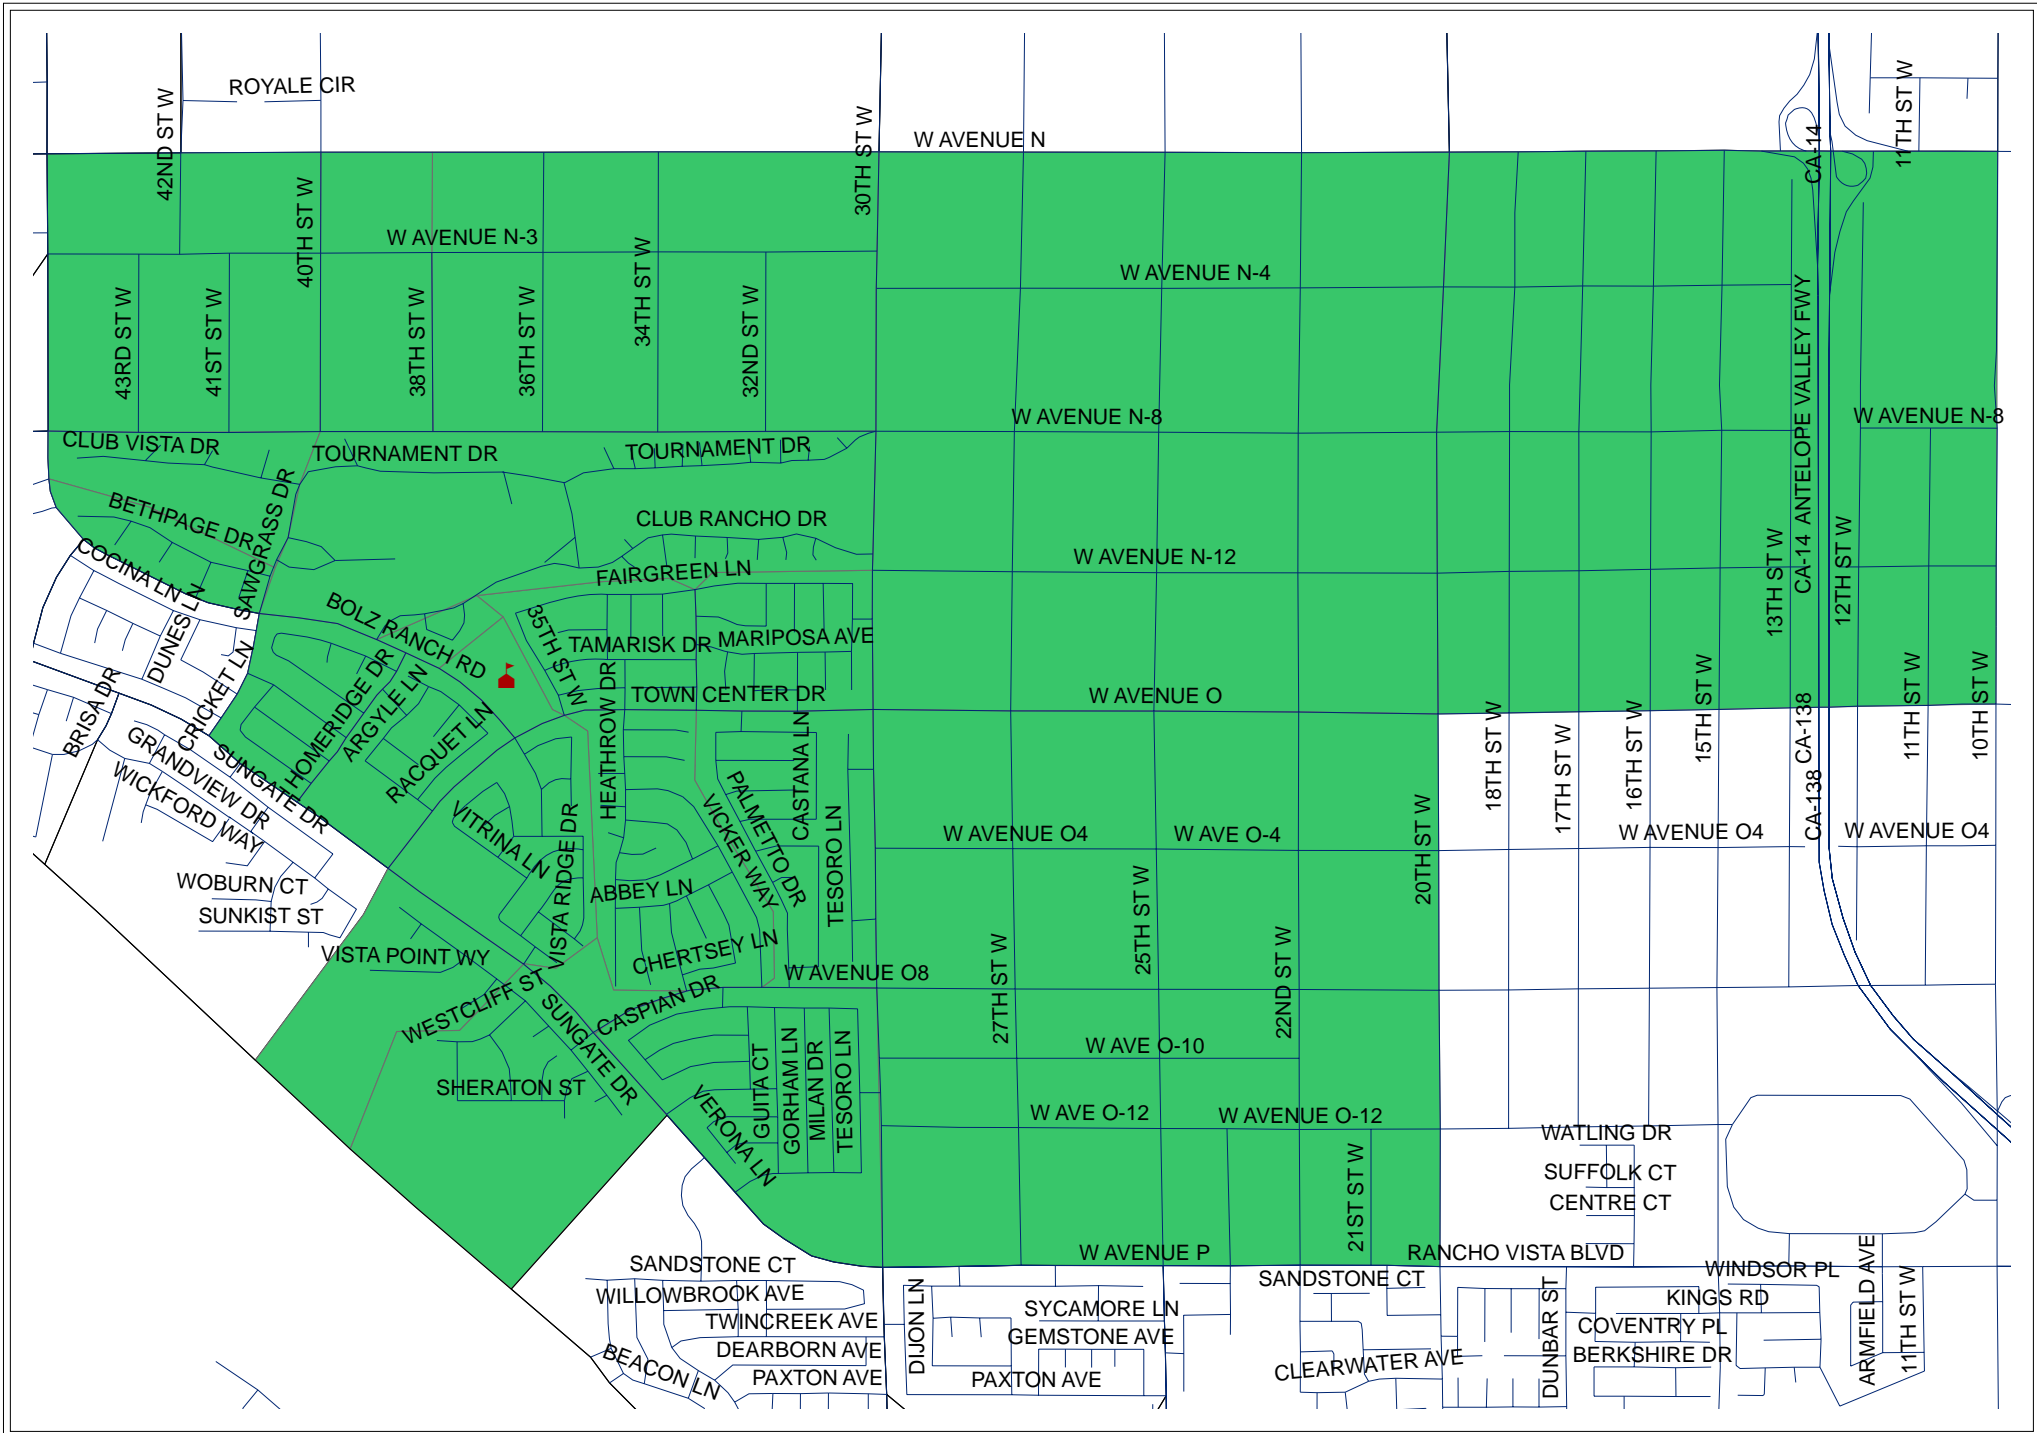 ROYALE CIR
42ND ST W
30TH ST W
W AVENUE N
CA-14
11TH ST W
40TH ST W
W AVENUE N-3
34TH ST W
W AVENUE N-4
43RD ST W
41ST ST W
38TH ST W
36TH ST W
32ND ST W
CA-14 ANTELOPE VALLEY FWY
W AVENUE N-8
W AVENUE N-8
CLUB VISTA DR
TOURNAMENT DR
TOURNAMENT DR
BETHPAGE DR
SAWGRASS DR
CLUB RANCHO DR
COCINA LN
W AVENUE N-12
FAIRGREEN LN
13TH ST W
12TH ST W
DUNES LN
BOLZ RANCH RD
35TH ST W
TAMARISK DR
MARIPOSA AVE
CRICKET LN
HOMERIDGE DR
ARGYLE LN
HEATHROW DR
TOWN CENTER DR
W AVENUE O
BRISA DR
RACQUET LN
CASTANA LN
18TH ST W
17TH ST W
16TH ST W
15TH ST W
CA-138
11TH ST W
10TH ST W
GRANDVIEW DR
SUNGATE DR
WICKFORD WAY
VITRINA LN
VISTA RIDGE DR
VICKER WAY
PALMETTO DR
TESORO LN
W AVENUE O4
W AVE O-4
20TH ST W
W AVENUE O4
CA-138
W AVENUE O4
WOBURN CT
SUNKIST ST
ABBEY LN
VISTA POINT WY
CHERTSEY LN
W AVENUE O8
27TH ST W
25TH ST W
22ND ST W
WESTCLIFF ST
SUNGATE DR
CASPIAN DR
W AVE O-10
SHERATON ST
VERONA LN
GUITA CT
GORHAM LN
MILAN DR
TESORO LN
W AVE O-12
W AVENUE O-12
WATLING DR
SUFFOLK CT
CENTRE CT
21ST ST W
W AVENUE P
RANCHO VISTA BLVD
SANDSTONE CT
SANDSTONE CT
WINDSOR PL
WILLOWBROOK AVE
DIJON LN
SYCAMORE LN
DUNBAR ST
KINGS RD
ARMFIELD AVE
11TH ST W
TWINCREEK AVE
GEMSTONE AVE
COVENTRY PL
DEARBORN AVE
CLEARWATER AVE
BERKSHIRE DR
BEACON LN
PAXTON AVE
PAXTON AVE